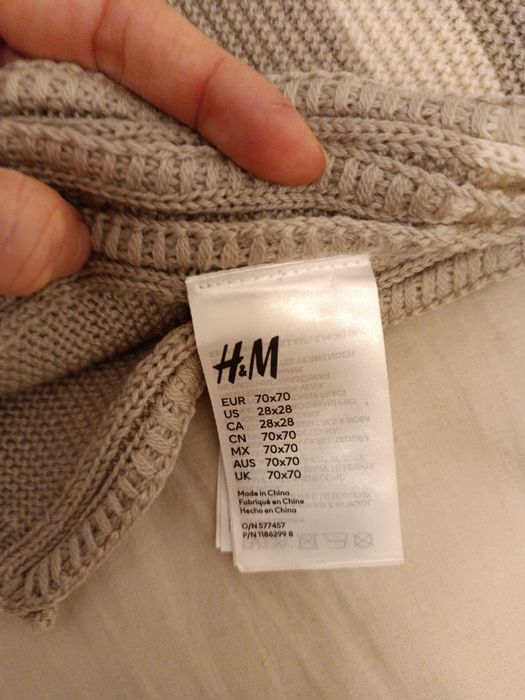 H&M
EUR 70x70
US 28x28
CA 28x28
CN 70x70
MX 70x70
AUS 70x70
UK 70x70
Made in China
Fabriqué en Chine
Hecho en China
O/N 577457
P/N 1186299 8